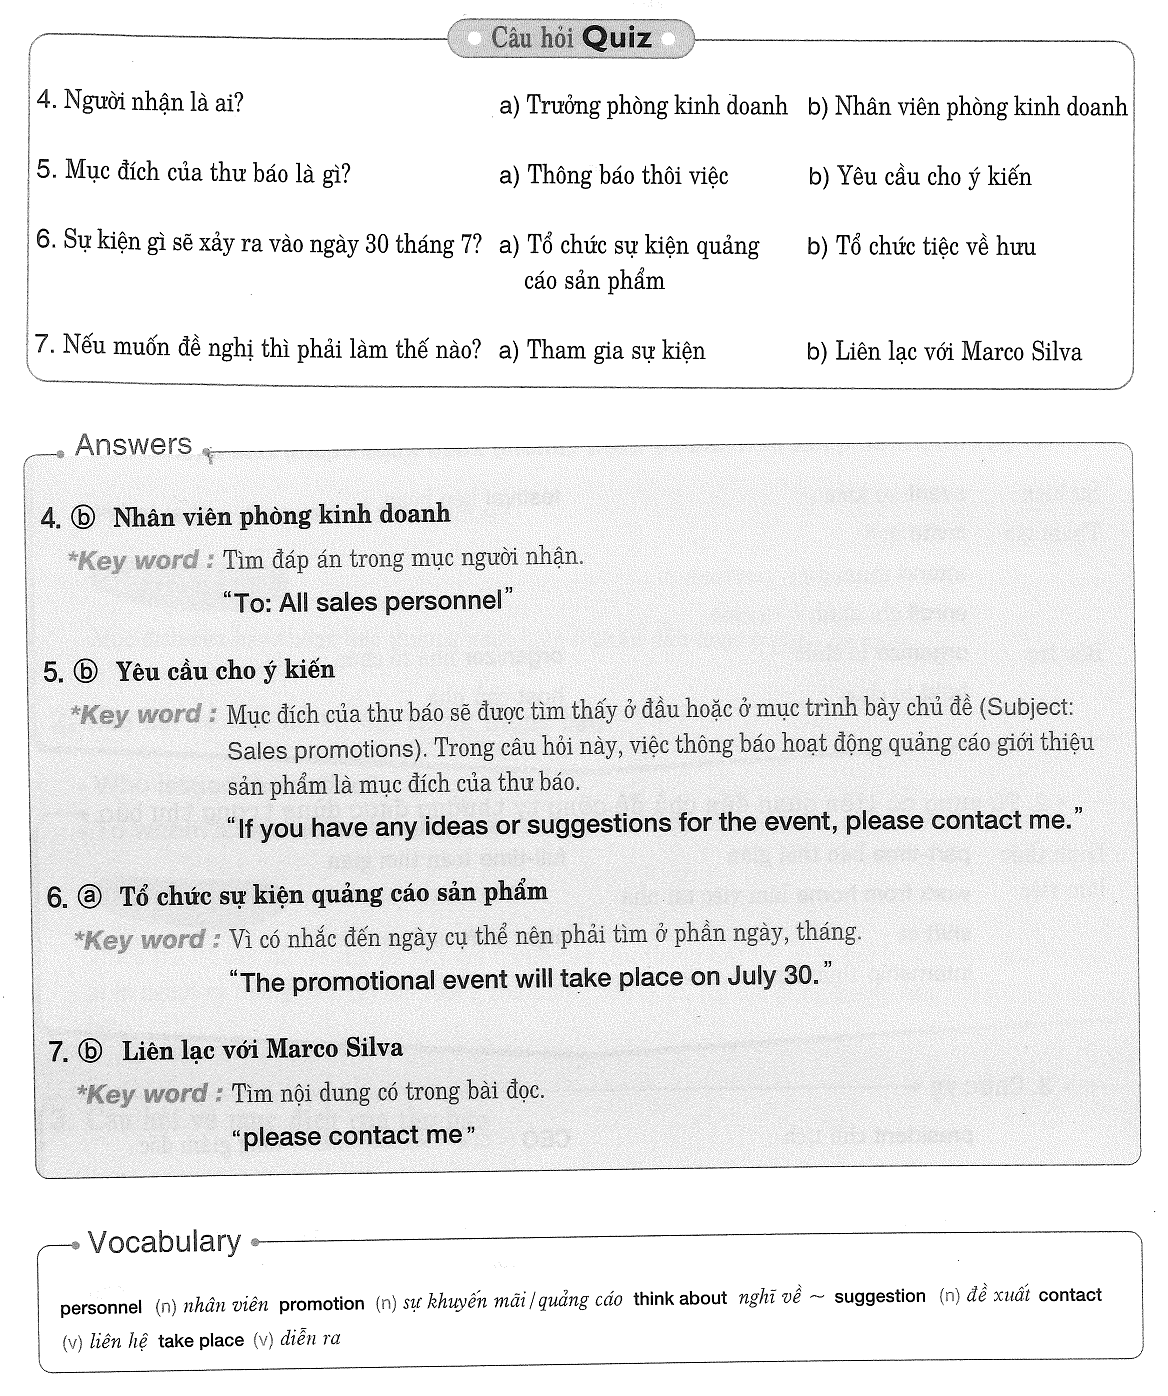 Câu hỏi Quiz
4. Người nhận là ai? a) Trưởng phòng kinh doanh b) Nhân viên phòng kinh doanh
5. Mục đích của thư báo là gì? a) Thông báo thôi việc b) Yêu cầu cho ý kiến
6. Sự kiện gì sẽ xảy ra vào ngày 30 tháng 7? a) Tổ chức sự kiện quảng b) Tổ chức tiệc về hưu
cáo sản phẩm
7. Nếu muốn đề nghị thì phải làm thế nào? a) Tham gia sự kiện b) Liên lạc với Marco Silva
Answers
4. ⓑ Nhân viên phòng kinh doanh
*Key word : Tìm đáp án trong mục người nhận.
“To: All sales personnel”
5. ⓑ Yêu cầu cho ý kiến
*Key word : Mục đích của thư báo sẽ được tìm thấy ở đầu hoặc ở mục trình bày chủ đề (Subject:
Sales promotions). Trong câu hỏi này, việc thông báo hoạt động quảng cáo giới thiệu
sản phẩm là mục đích của thư báo.
“If you have any ideas or suggestions for the event, please contact me.”
6. ⓐ Tổ chức sự kiện quảng cáo sản phẩm
*Key word : Vì có nhắc đến ngày cụ thể nên phải tìm ở phần ngày, tháng.
“The promotional event will take place on July 30.”
7. ⓑ Liên lạc với Marco Silva
*Key word : Tìm nội dung có trong bài đọc.
“please contact me”
Vocabulary
personnel (n) nhân viên promotion (n) sự khuyến mãi/quảng cáo think about nghĩ về ~ suggestion (n) đề xuất contact
(v) liên hệ take place (v) diễn ra